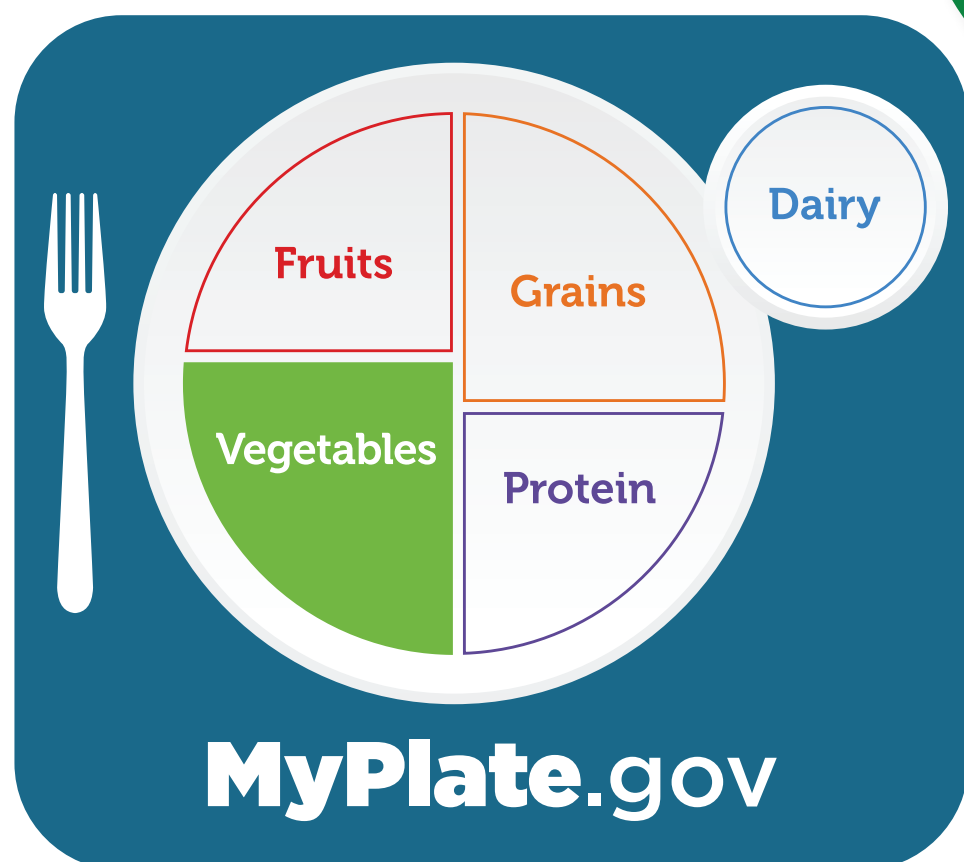 Fruits
Grains
Dairy
Vegetables
Protein
MyPlate.gov